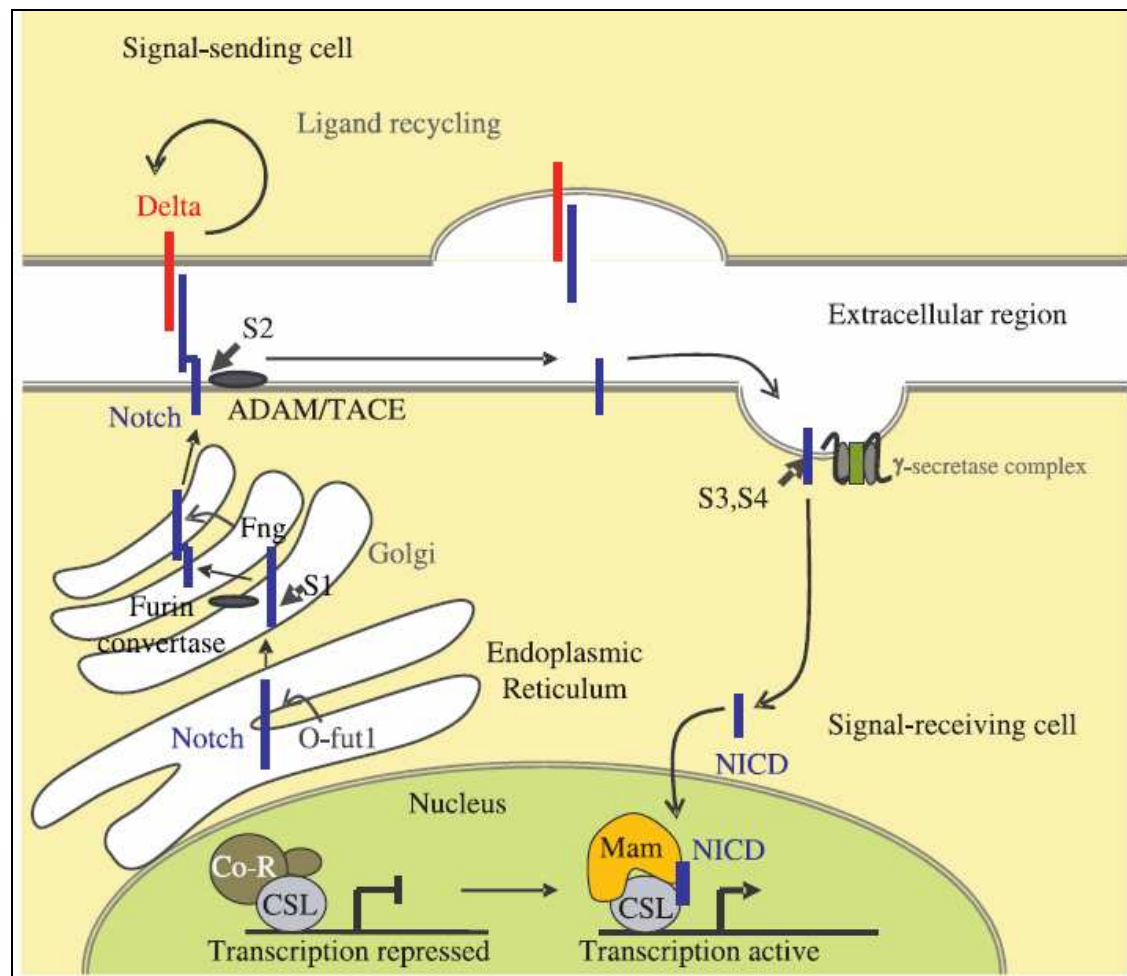 Signal-sending cell
Ligand recycling
Delta
Extracellular region
S2
Notch
ADAM/TACE
γ-secretase complex
S3,S4
Fng
Golgi
S1
Furin
convertase
Endoplasmic
Reticulum
Notch
O-fut1
Signal-receiving cell
NICD
Nucleus
Co-R
CSL
Mam
NICD
CSL
Transcription repressed
Transcription active